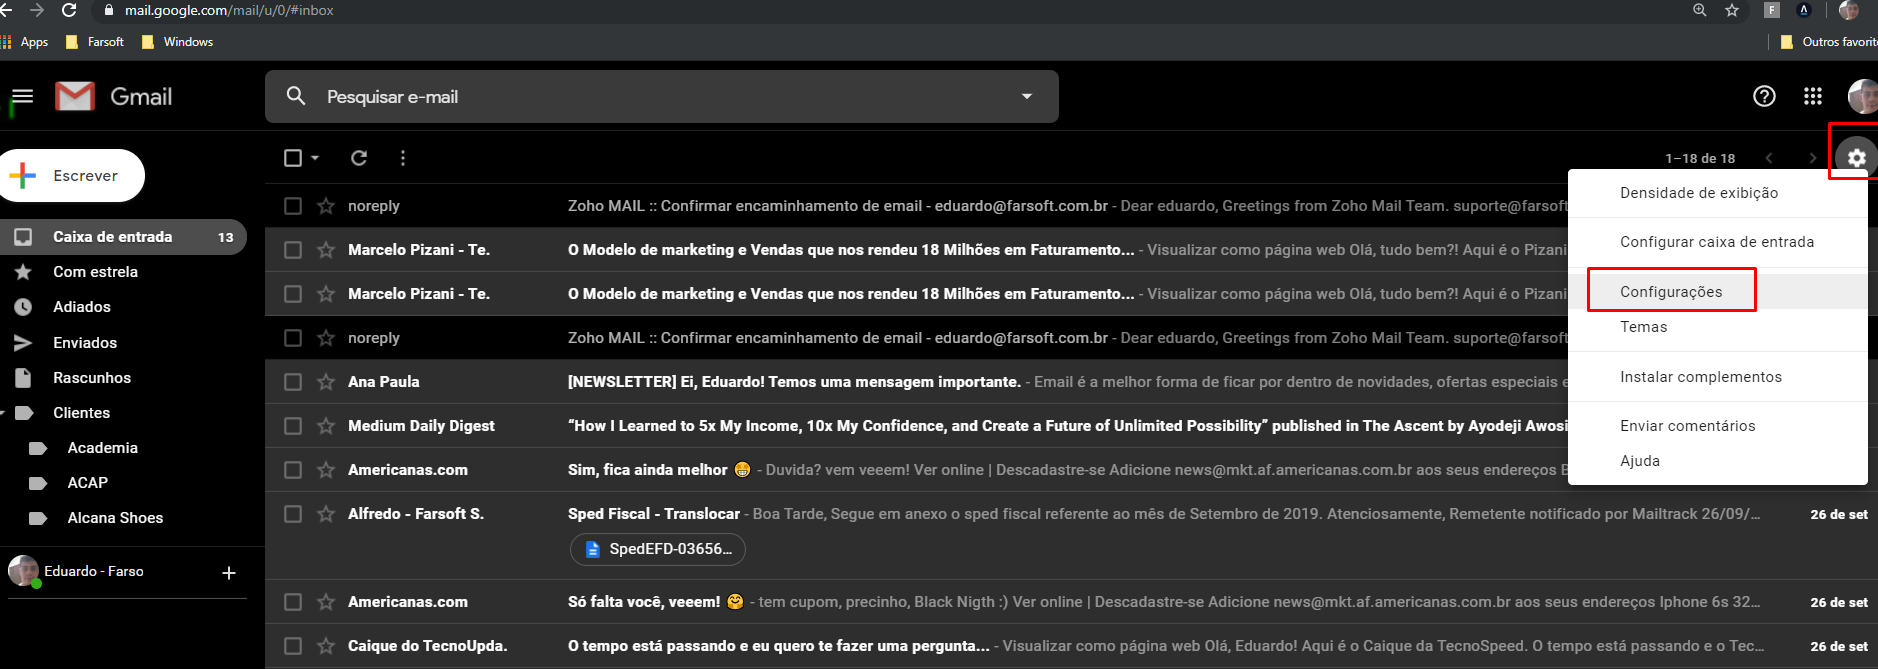 mail.google.com/mail/u/0/#inbox
F
Apps Farsoft Windows
Outros favorit
Gmail
Pesquisar e-mail
Escrever
1–18 de 18
Caixa de entrada 13
Com estrela
Adiados
Enviados
Rascunhos
Clientes
Academia
ACAP
Alcana Shoes
Eduardo - Farso
noreply Zoho MAIL :: Confirmar encaminhamento de email - eduardo@farsoft.com.br - Dear eduardo, Greetings from Zoho Mail Team. suporte@farsoft
Marcelo Pizani - Te. O Modelo de marketing e Vendas que nos rendeu 18 Milhões em Faturamento... - Visualizar como página web Olá, tudo bem?! Aqui é o Pizani
Marcelo Pizani - Te. O Modelo de marketing e Vendas que nos rendeu 18 Milhões em Faturamento... - Visualizar como página web Olá, tudo bem?! Aqui é o Pizani
noreply Zoho MAIL :: Confirmar encaminhamento de email - eduardo@farsoft.com.br - Dear eduardo, Greetings from Zoho Mail Team. suporte@farsoft
Ana Paula [NEWSLETTER] Ei, Eduardo! Temos uma mensagem importante. - Email é a melhor forma de ficar por dentro de novidades, ofertas especiais e
Medium Daily Digest “How I Learned to 5x My Income, 10x My Confidence, and Create a Future of Unlimited Possibility” published in The Ascent by Ayodeji Awosi
Americanas.com Sim, fica ainda melhor 😁 - Duvida? vem veeem! Ver online | Descadastre-se Adicione news@mkt.af.americanas.com.br aos seus endereços
Alfredo - Farsoft S. Sped Fiscal - Translocar - Boa Tarde, Segue em anexo o sped fiscal referente ao mês de Setembro de 2019. Atenciosamente, Remetente notificado por Mailtrack 26/09/... 26 de set
SpedEFD-03656...
Americanas.com Só falta você, veeem! 🤗 - tem cupom, precinho, Black Nigth :) Ver online | Descadastre-se Adicione news@mkt.af.americanas.com.br aos seus endereços Iphone 6s 32... 26 de set
Caique do TecnoUpda. O tempo está passando e eu quero te fazer uma pergunta... - Visualizar como página web Olá, Eduardo! Aqui é o Caique da TecnoSpeed. O tempo está passando e o Tec... 26 de set
Densidade de exibição
Configurar caixa de entrada
Configurações
Temas
Instalar complementos
Enviar comentários
Ajuda